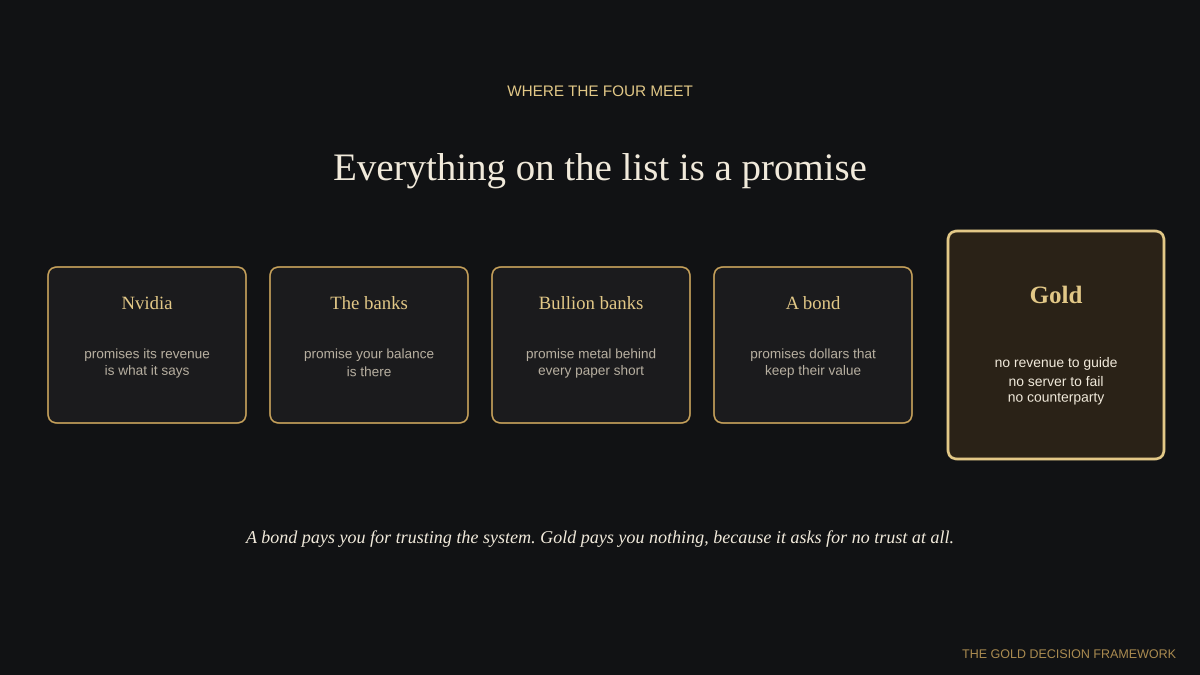 WHERE THE FOUR MEET
Everything on the list is a promise
Nvidia
promises its revenue
is what it says
The banks
promise your balance
is there
Bullion banks
promise metal behind
every paper short
A bond
promises dollars that
keep their value
Gold
no revenue to guide
no server to fail
no counterparty
A bond pays you for trusting the system. Gold pays you nothing, because it asks for no trust at all.
THE GOLD DECISION FRAMEWORK